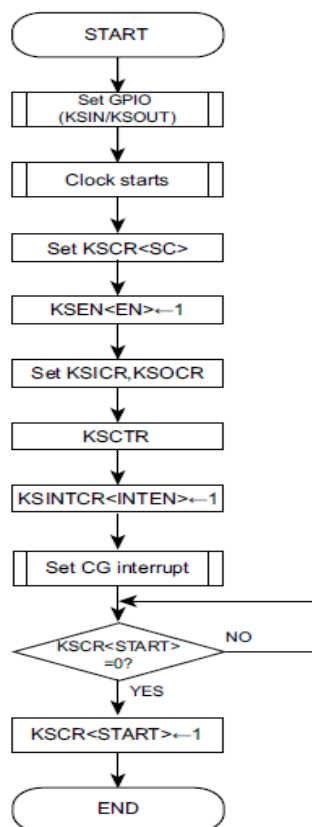 START
Set GPIO
(KSIN/KSOUT)
Clock starts
Set KSCR<SC>
KSEN<EN>←1
Set KSICR,KSOCR
KSCTR
KSINTCR<INTEN>←1
Set CG interrupt
KSCR<START>
=0?
NO
YES
KSCR<START>←1
END